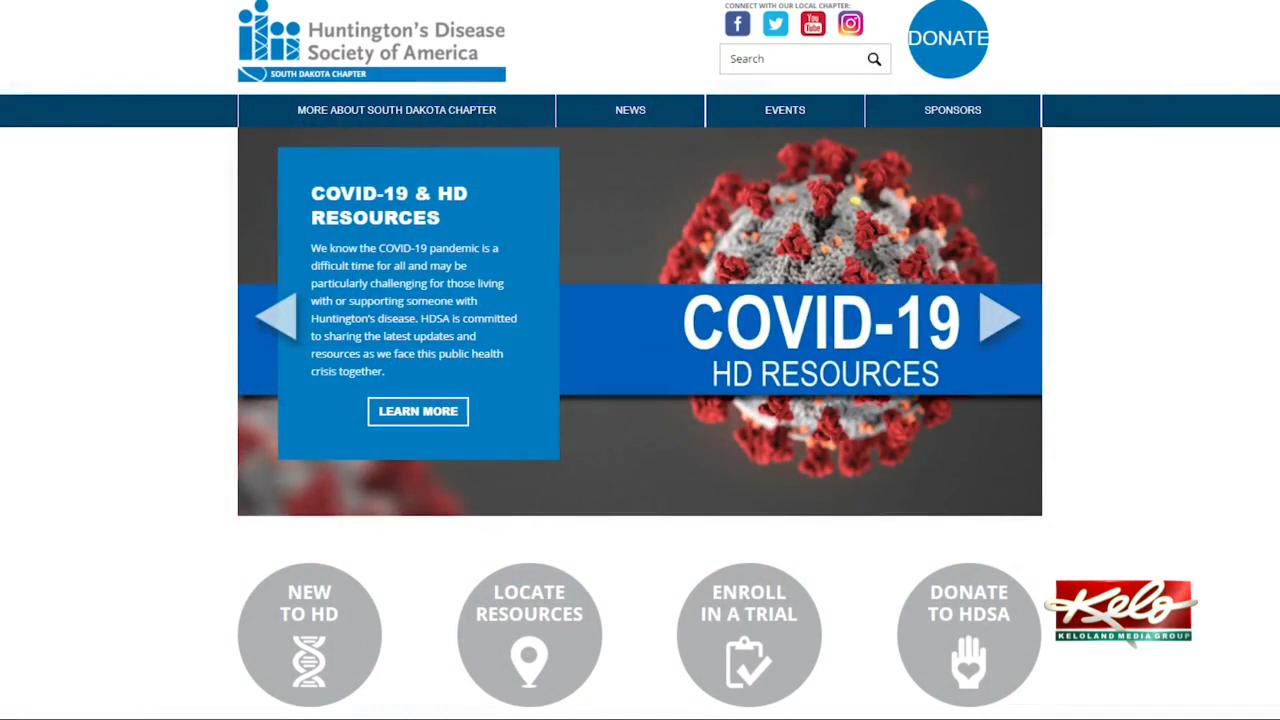 Huntington's Disease
Society of America
SOUTH DAKOTA CHAPTER
CONNECT WITH OUR LOCAL CHAPTER:
You
Tube
Search
DONATE
MORE ABOUT SOUTH DAKOTA CHAPTER
NEWS
EVENTS
SPONSORS
COVID-19 & HD
RESOURCES
We know the COVID-19 pandemic is a
difficult time for all and may be
particularly challenging for those living
with or supporting someone with
Huntington's disease. HDSA is committed
to sharing the latest updates and
resources as we face this public health
crisis together.
LEARN MORE
COVID-19
HD RESOURCES
NEW
TO HD
LOCATE
RESOURCES
ENROLL
IN A TRIAL
DONATE
TO HDSA
Kelo
KELOLAND MEDIA GROUP